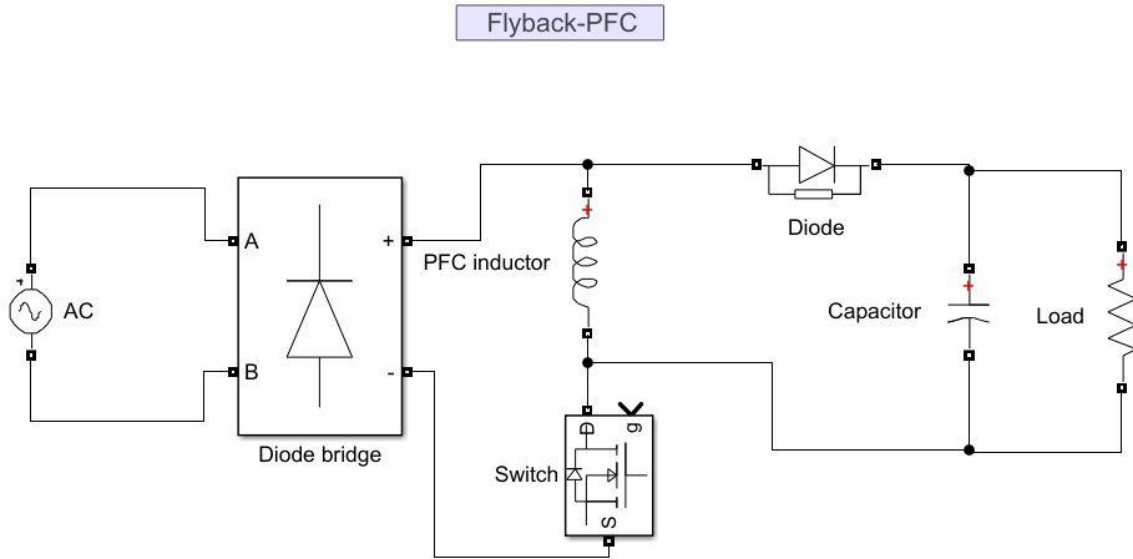 Flyback-PFC
A
+
PFC inductor
Diode
AC
Capacitor
Load
B
-
Diode bridge
D
g
Switch
S